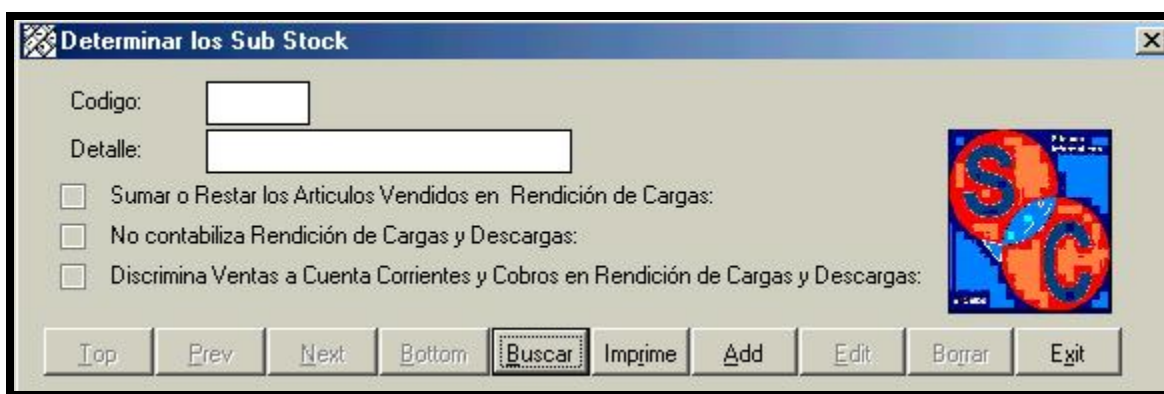 Determinar los Sub Stock
Codigo:
Detalle:
Sumar o Restar los Articulos Vendidos en Rendición de Cargas:
No contabiliza Rendición de Cargas y Descargas:
Discrimina Ventas a Cuenta Corrientes y Cobros en Rendición de Cargas y Descargas:
S
C
Top Prev Next Bottom Buscar Imprime Add Edit Borrar Exit